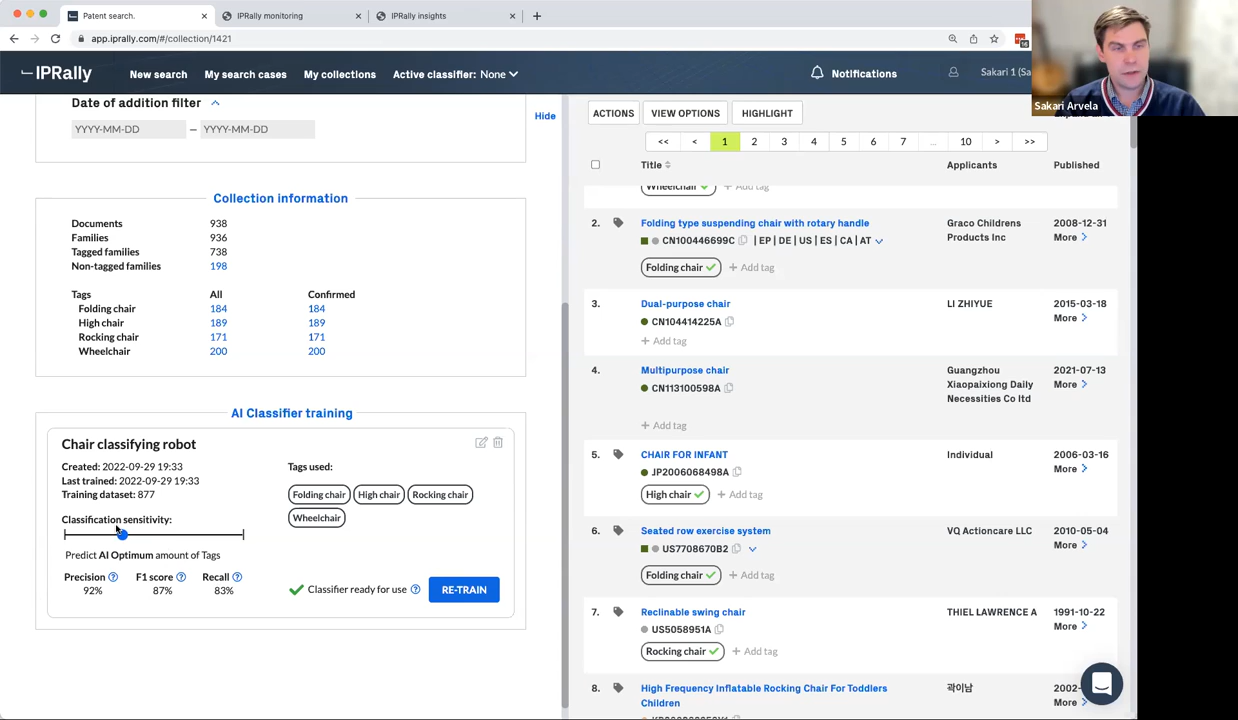 Patent search.
IPRally monitoring
IPRally insights
app.iprally.com/#/collection/1421
IPRally
New search
My search cases
My collections
Active classifier: None
Notifications
Sakari 1 (Sa
Sakari Arvela
Date of addition filter
YYYY-MM-DD – YYYY-MM-DD
Hide
Collection information
Documents 938
Families 936
Tagged families 738
Non-tagged families 198
Tags All Confirmed
Folding chair 184 184
High chair 189 189
Rocking chair 171 171
Wheelchair 200 200
AI Classifier training
Chair classifying robot
Created: 2022-09-29 19:33
Last trained: 2022-09-29 19:33
Training dataset: 877
Tags used:
Folding chair High chair Rocking chair
Wheelchair
Classification sensitivity:
Predict AI Optimum amount of Tags
Precision F1 score Recall
92% 87% 83%
Classifier ready for use
RE-TRAIN
ACTIONS VIEW OPTIONS HIGHLIGHT
<< < 1 2 3 4 5 6 7 ... 10 > >>
Title Applicants Published
Wheelchair + Add tag
2. Folding type suspending chair with rotary handle
CN100446699C | EP | DE | US | ES | CA | AT
Folding chair + Add tag
Graco Childrens
Products Inc
2008-12-31
More
3. Dual-purpose chair
CN104414225A
+ Add tag
LI ZHIYUE
2015-03-18
More
4. Multipurpose chair
CN113100598A
+ Add tag
Guangzhou
Xiaopaixiong Daily
Necessities Co ltd
2021-07-13
More
5. CHAIR FOR INFANT
JP2006068498A
High chair + Add tag
Individual
2006-03-16
More
6. Seated row exercise system
US7708670B2
Folding chair + Add tag
VQ Actioncare LLC
2010-05-04
More
7. Reclinable swing chair
US5058951A
Rocking chair + Add tag
THIEL LAWRENCE A
1991-10-22
More
8. High Frequency Inflatable Rocking Chair For Toddlers
Children
곽이남
2002-
More